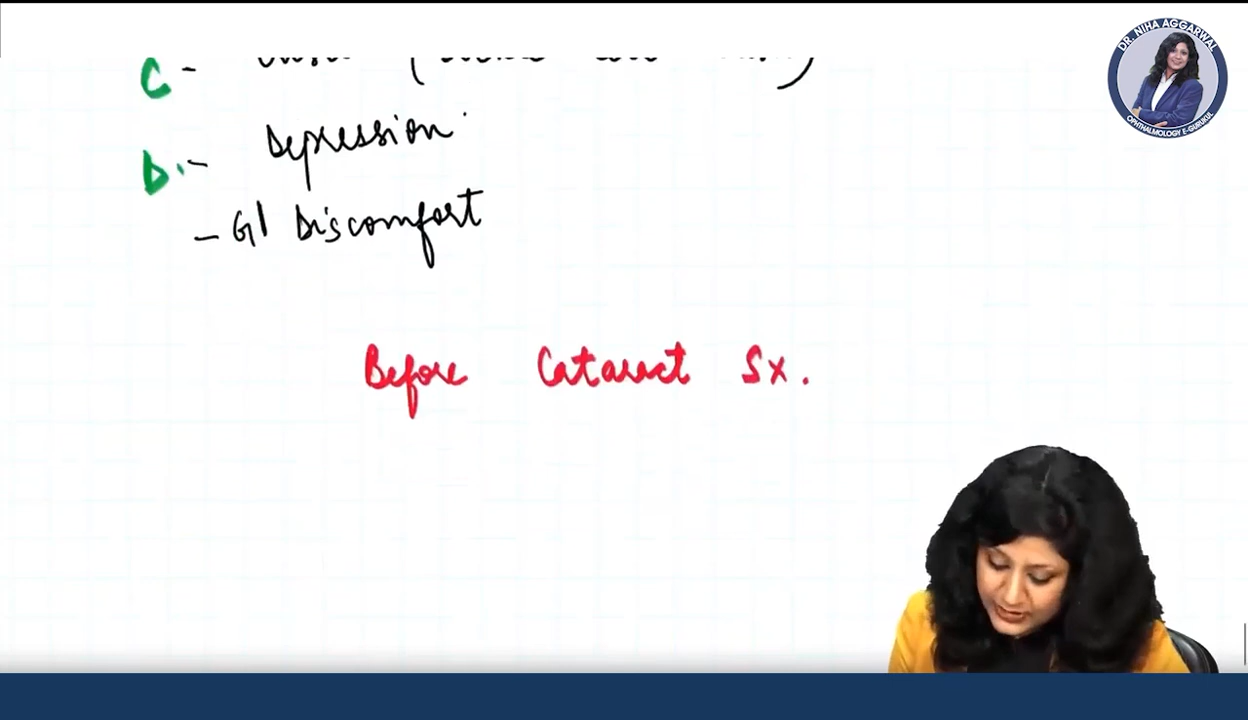 C -
D. - Depression.
- GI Discomfort
Before Cataract Sx.
DR. NIHA AGGARWAL
OPHTHALMOLOGY E-GURUKUL